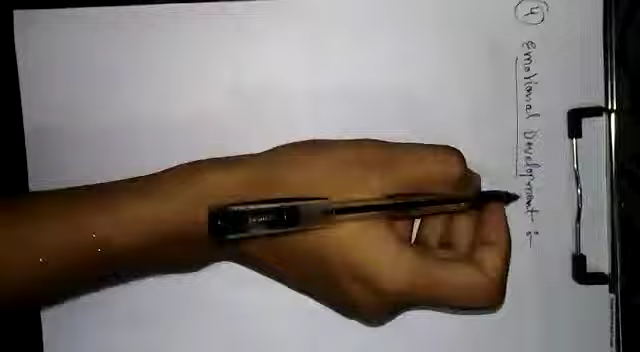 ④ Emotional Development :-